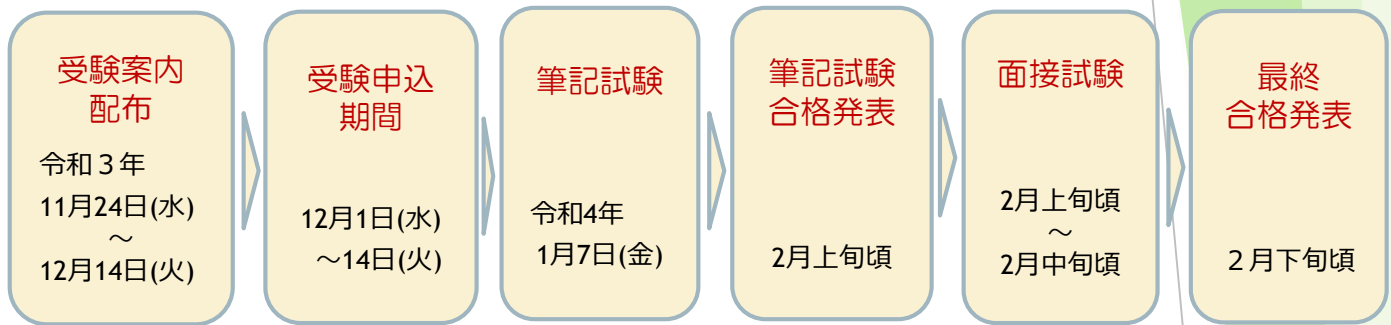 受験案内
配布
令和３年
11月24日(水)
～
12月14日(火)
受験申込
期間
12月1日(水)
～14日(火)
筆記試験
令和4年
1月7日(金)
筆記試験
合格発表
2月上旬頃
面接試験
2月上旬頃
～
2月中旬頃
最終
合格発表
２月下旬頃